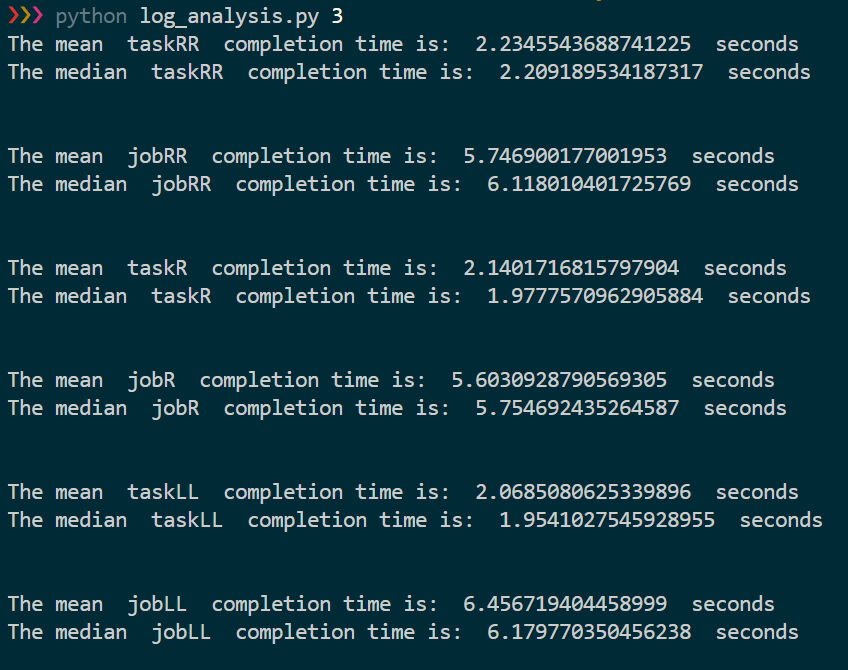 ❯❯❯ python log_analysis.py 3
The mean  taskRR  completion time is:  2.2345543688741225  seconds
The median  taskRR  completion time is:  2.209189534187317  seconds
The mean  jobRR  completion time is:  5.746900177001953  seconds
The median  jobRR  completion time is:  6.118010401725769  seconds
The mean  taskR  completion time is:  2.1401716815797904  seconds
The median  taskR  completion time is:  1.9777570962905884  seconds
The mean  jobR  completion time is:  5.6030928790569305  seconds
The median  jobR  completion time is:  5.754692435264587  seconds
The mean  taskLL  completion time is:  2.0685080625339896  seconds
The median  taskLL  completion time is:  1.9541027545928955  seconds
The mean  jobLL  completion time is:  6.456719404458999  seconds
The median  jobLL  completion time is:  6.179770350456238  seconds